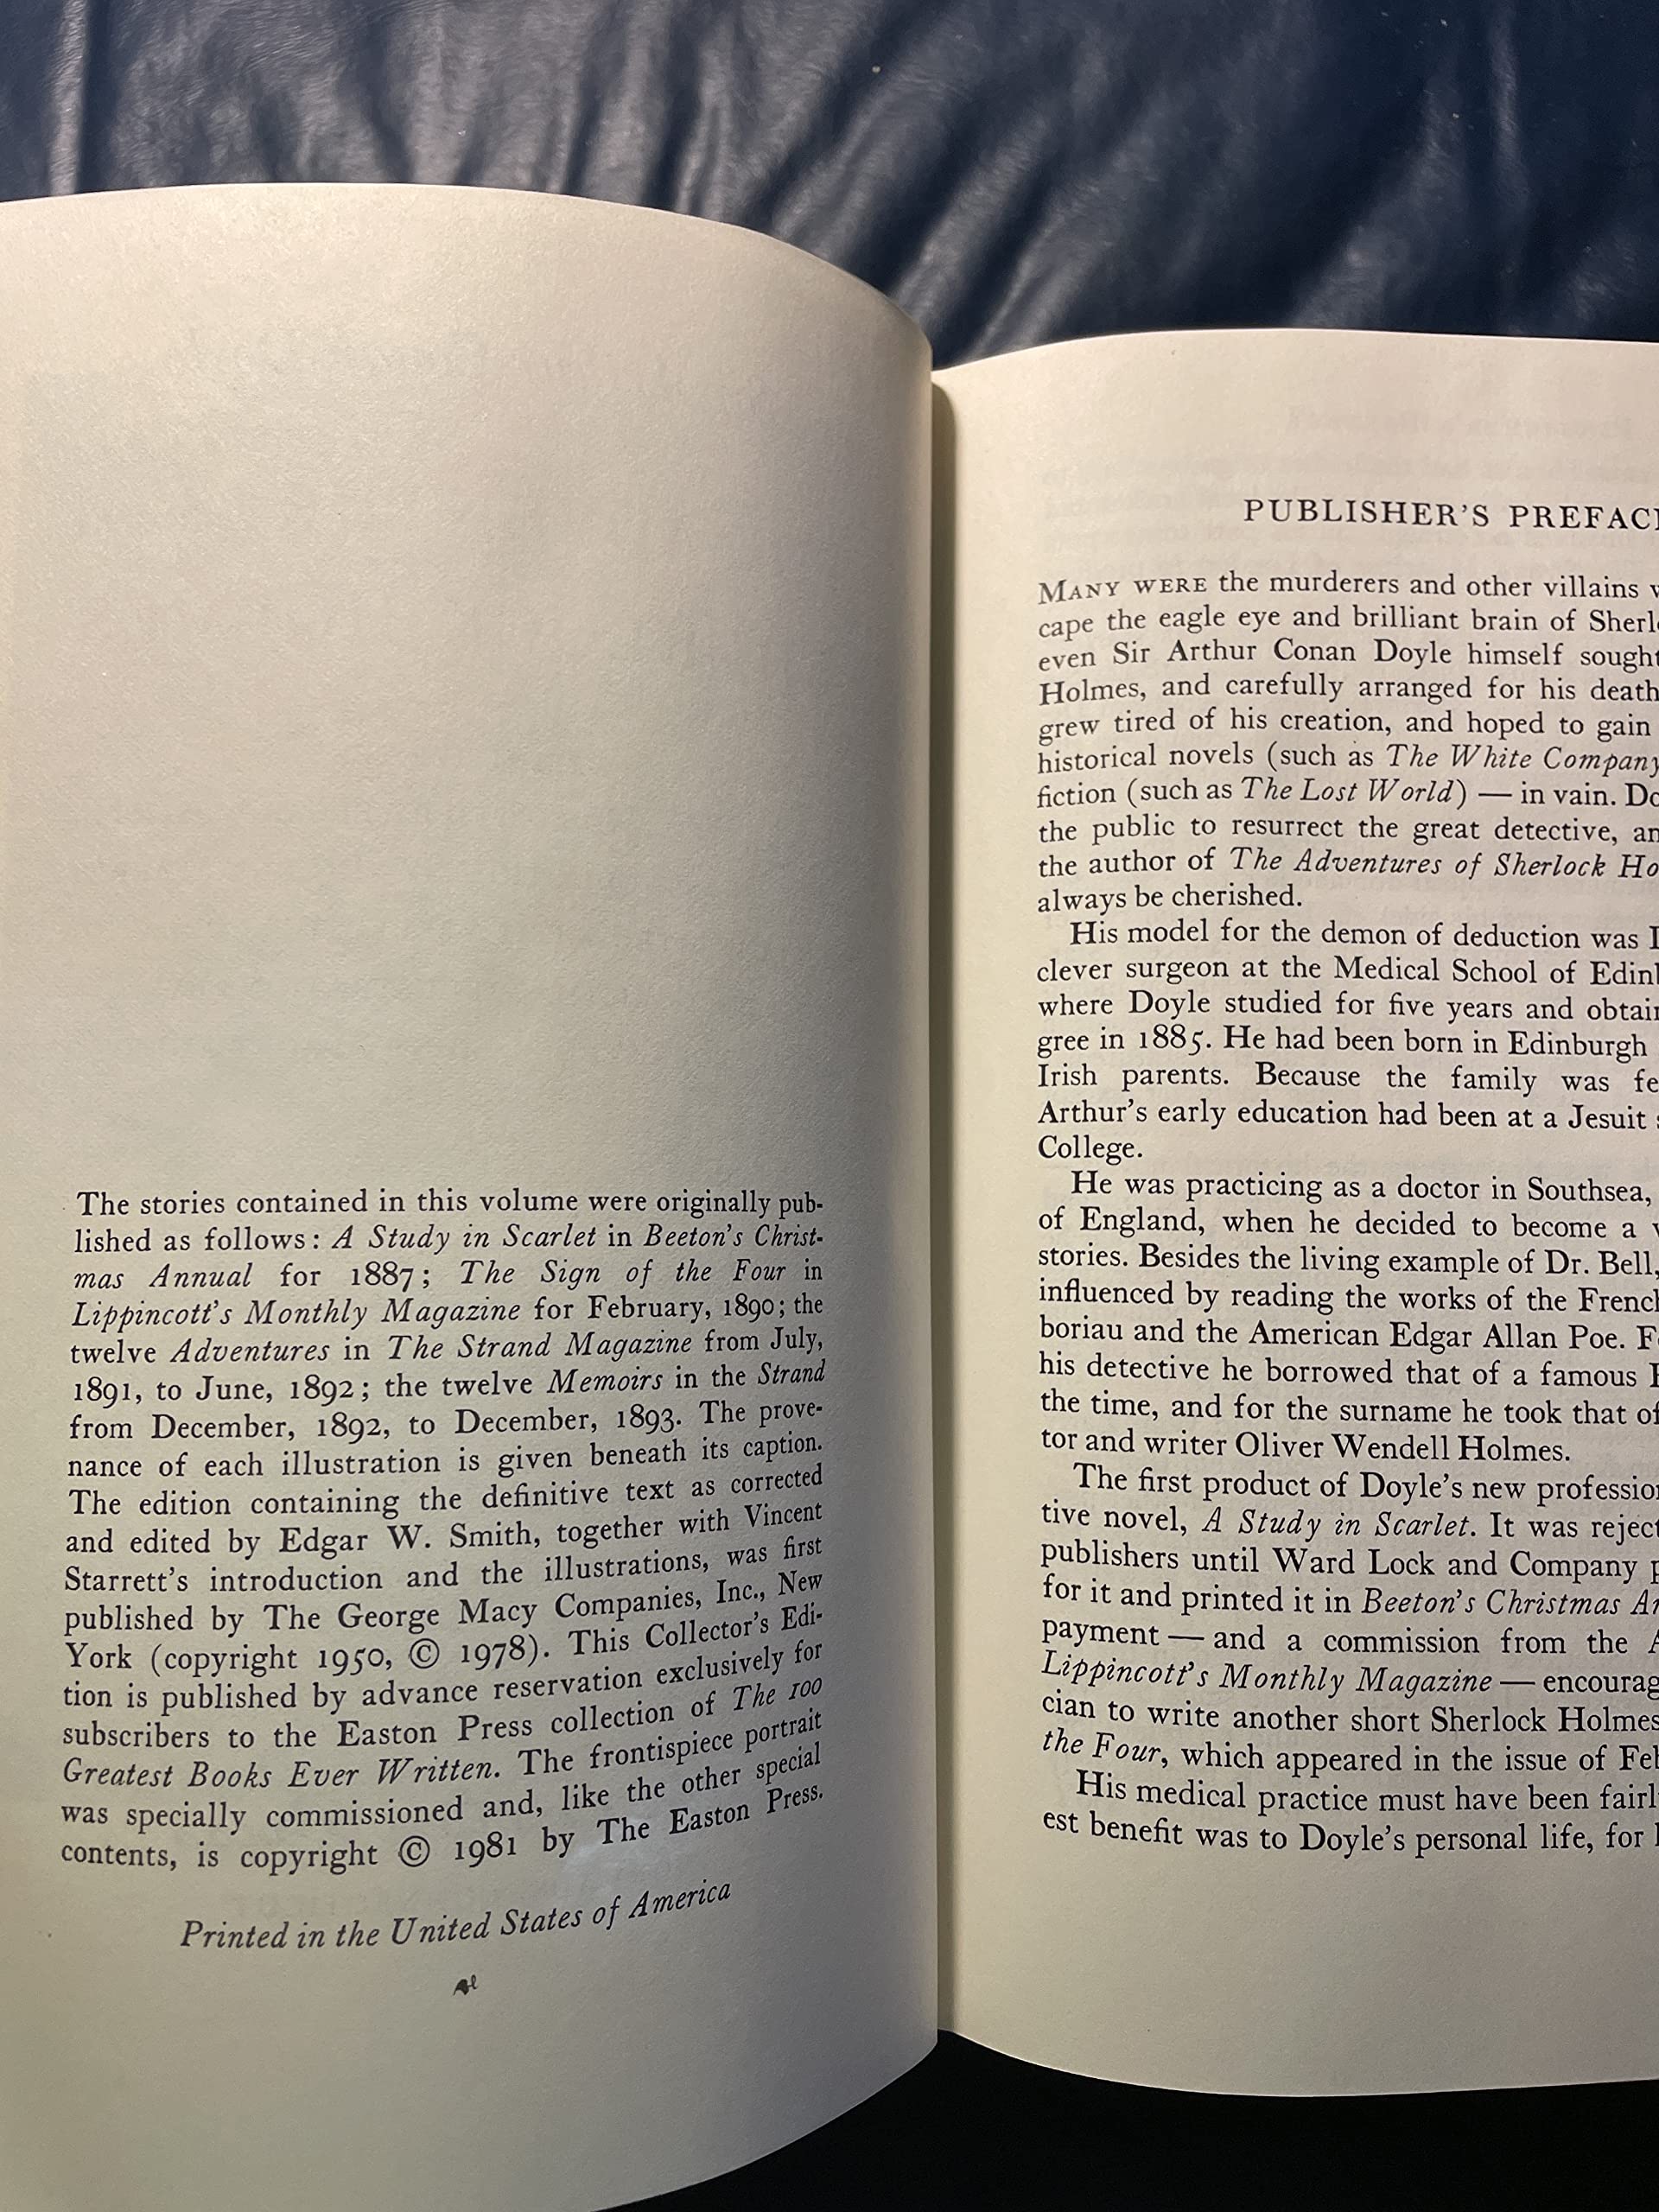 The stories contained in this volume were originally pub-
lished as follows: A Study in Scarlet in Beeton's Christ-
mas Annual for 1887; The Sign of the Four in
Lippincott's Monthly Magazine for February, 1890; the
twelve Adventures in The Strand Magazine from July,
1891, to June, 1892; the twelve Memoirs in the Strand
from December, 1892, to December, 1893. The prove-
nance of each illustration is given beneath its caption.
The edition containing the definitive text as corrected
and edited by Edgar W. Smith, together with Vincent
Starrett's introduction and the illustrations, was first
published by The George Macy Companies, Inc., New
York (copyright 1950, © 1978). This Collector's Edi-
tion is published by advance reservation exclusively for
subscribers to the Easton Press collection of The 100
Greatest Books Ever Written. The frontispiece portrait
was specially commissioned and, like the other special
contents, is copyright © 1981 by The Easton Press.
Printed in the United States of America
PUBLISHER'S PREFAC
MANY WERE the murderers and other villains
cape the eagle eye and brilliant brain of Sherl
even Sir Arthur Conan Doyle himself sought
Holmes, and carefully arranged for his death
grew tired of his creation, and hoped to gain
historical novels (such as The White Company
fiction (such as The Lost World) — in vain. Do
the public to resurrect the great detective, an
the author of The Adventures of Sherlock Ho
always be cherished.
His model for the demon of deduction was
clever surgeon at the Medical School of Edin
where Doyle studied for five years and obtain
gree in 1885. He had been born in Edinburgh
Irish parents. Because the family was fe
Arthur's early education had been at a Jesuit
College.
He was practicing as a doctor in Southsea,
of England, when he decided to become a
stories. Besides the living example of Dr. Bell,
influenced by reading the works of the French
boriau and the American Edgar Allan Poe. F
his detective he borrowed that of a famous
the time, and for the surname he took that of
tor and writer Oliver Wendell Holmes.
The first product of Doyle's new profession
tive novel, A Study in Scarlet. It was reject
publishers until Ward Lock and Company p
for it and printed it in Beeton's Christmas An
payment — and a commission from the A
Lippincott's Monthly Magazine — encourag
cian to write another short Sherlock Holmes
the Four, which appeared in the issue of Feb
His medical practice must have been fairl
est benefit was to Doyle's personal life, for